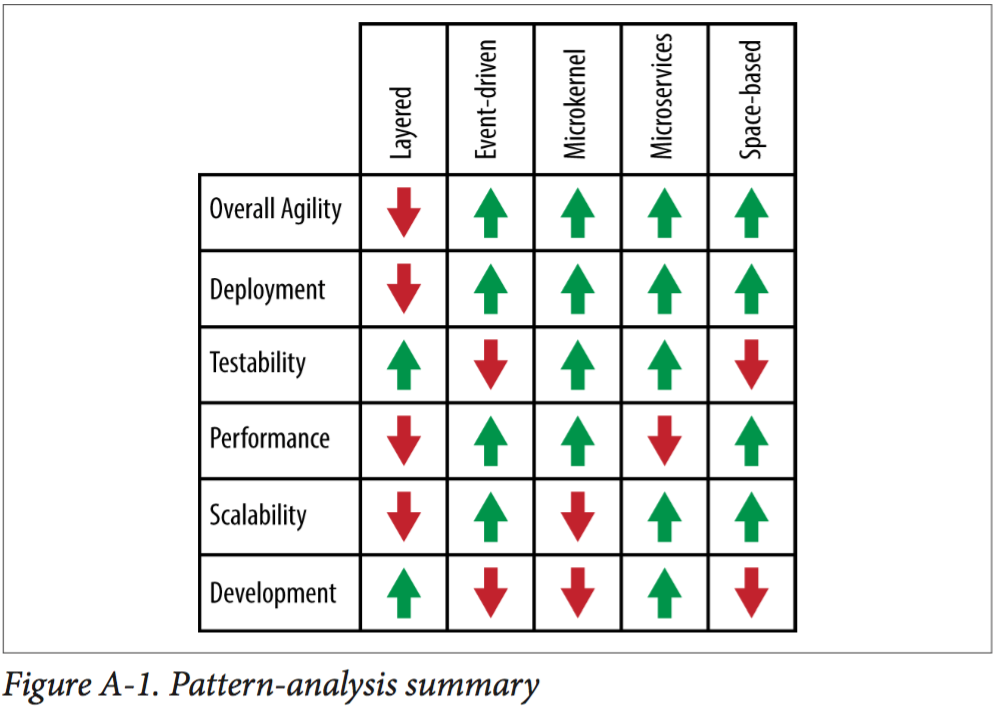 Layered
Event-driven
Microkernel
Microservices
Space-based
Overall Agility
Deployment
Testability
Performance
Scalability
Development
Figure A-1. Pattern-analysis summary